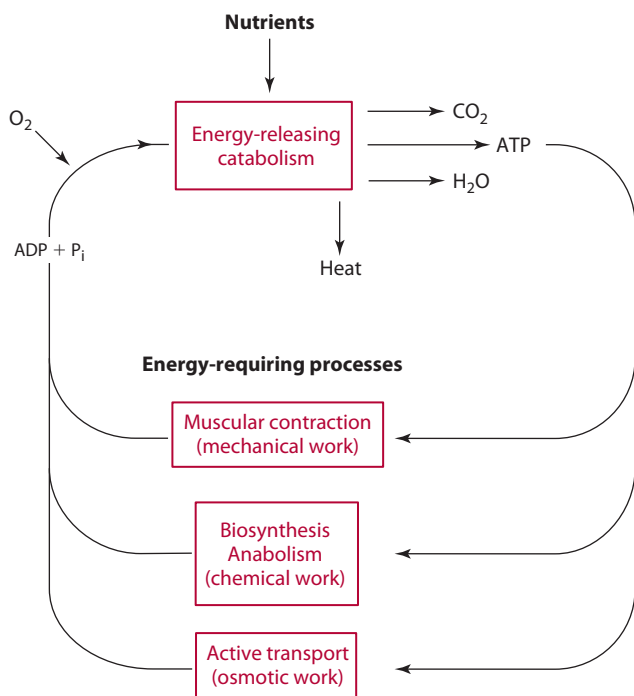 Nutrients
O₂
Energy-releasing
catabolism
CO₂
ATP
H₂O
ADP + Pᵢ
Heat
Energy-requiring processes
Muscular contraction
(mechanical work)
Biosynthesis
Anabolism
(chemical work)
Active transport
(osmotic work)